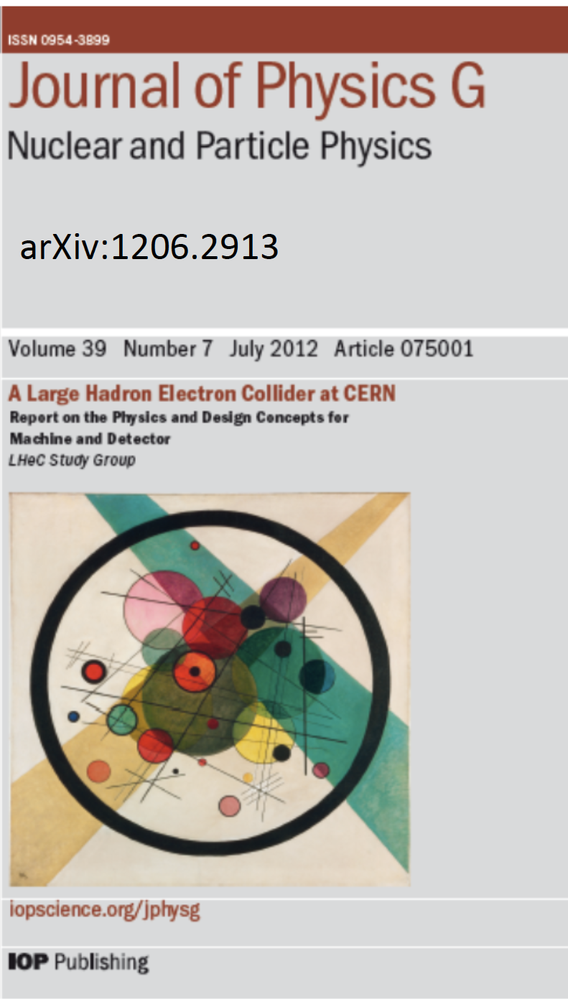 ISSN 0954-3899
Journal of Physics G
Nuclear and Particle Physics
arXiv:1206.2913
Volume 39 Number 7 July 2012 Article 075001
A Large Hadron Electron Collider at CERN
Report on the Physics and Design Concepts for
Machine and Detector
LHeC Study Group
iopscience.org/jphysg
IOP Publishing